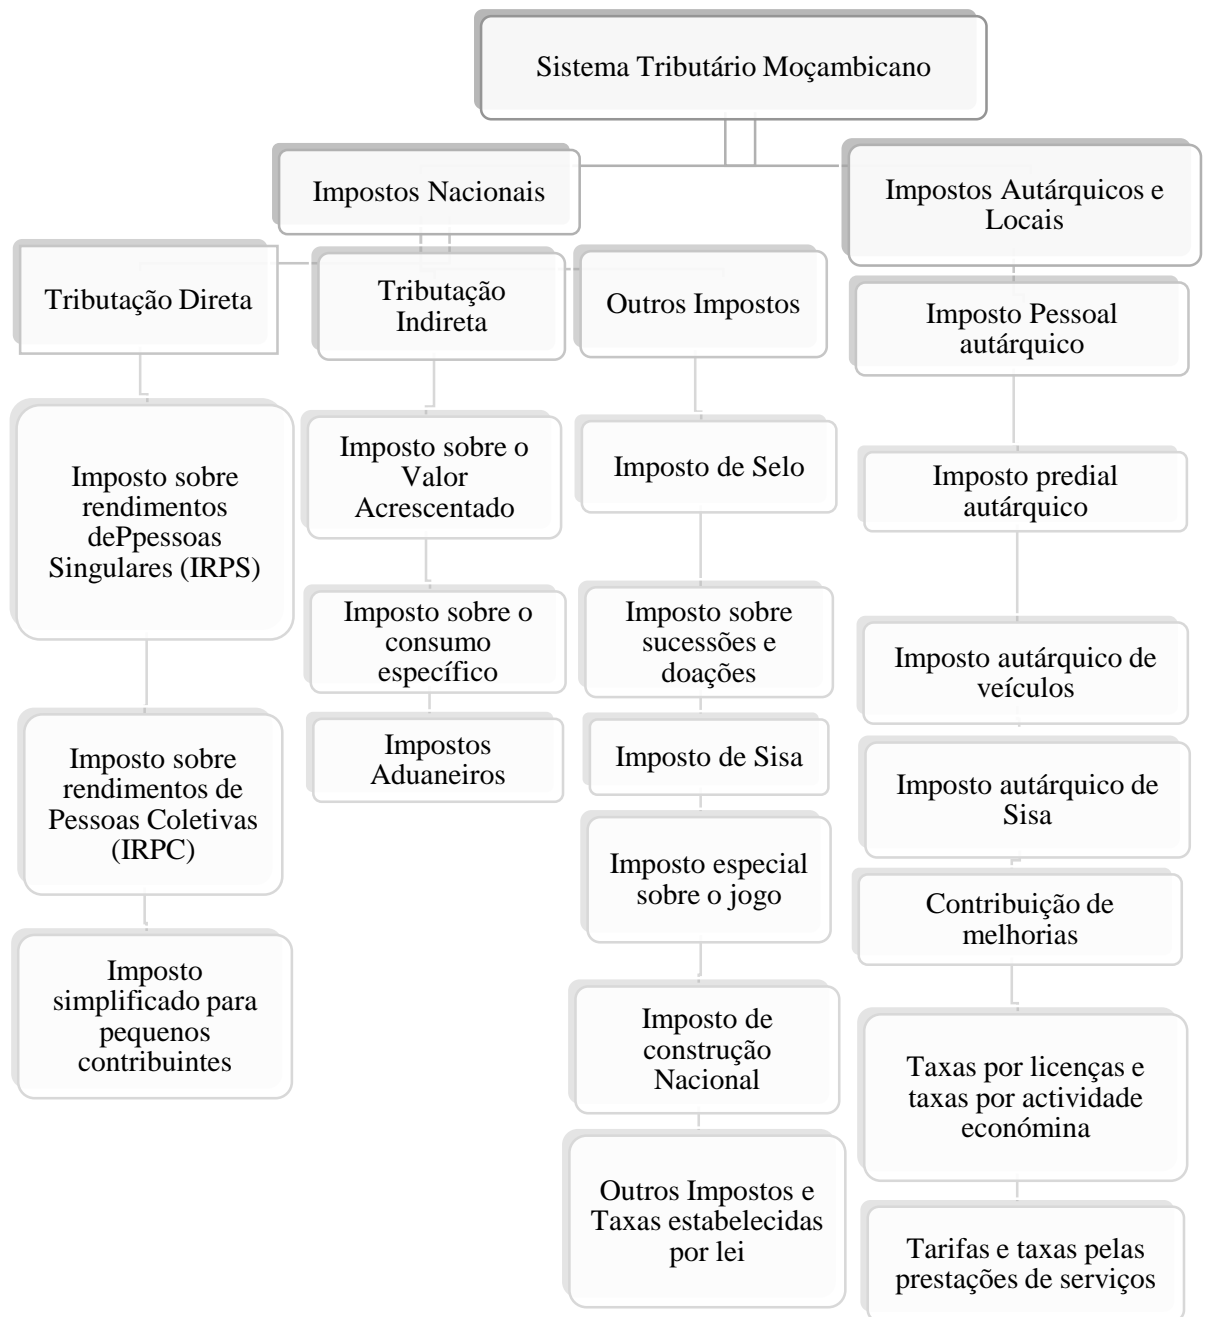 Sistema Tributário Moçambicano
Impostos Nacionais
Impostos Autárquicos e
Locais
Tributação Direta
Tributação
Indireta
Outros Impostos
Imposto Pessoal
autárquico
Imposto sobre
rendimentos
dePpessoas
Singulares (IRPS)
Imposto sobre o
Valor
Acrescentado
Imposto de Selo
Imposto predial
autárquico
Imposto sobre o
consumo
específico
Imposto sobre
sucessões e
doações
Imposto autárquico de
veículos
Imposto sobre
rendimentos de
Pessoas Coletivas
(IRPC)
Impostos
Aduaneiros
Imposto de Sisa
Imposto autárquico de
Sisa
Imposto especial
sobre o jogo
Contribuição de
melhorias
Imposto
simplificado para
pequenos
contribuintes
Imposto de
construção
Nacional
Taxas por licenças e
taxas por actividade
económina
Outros Impostos e
Taxas estabelecidas
por lei
Tarifas e taxas pelas
prestações de serviços